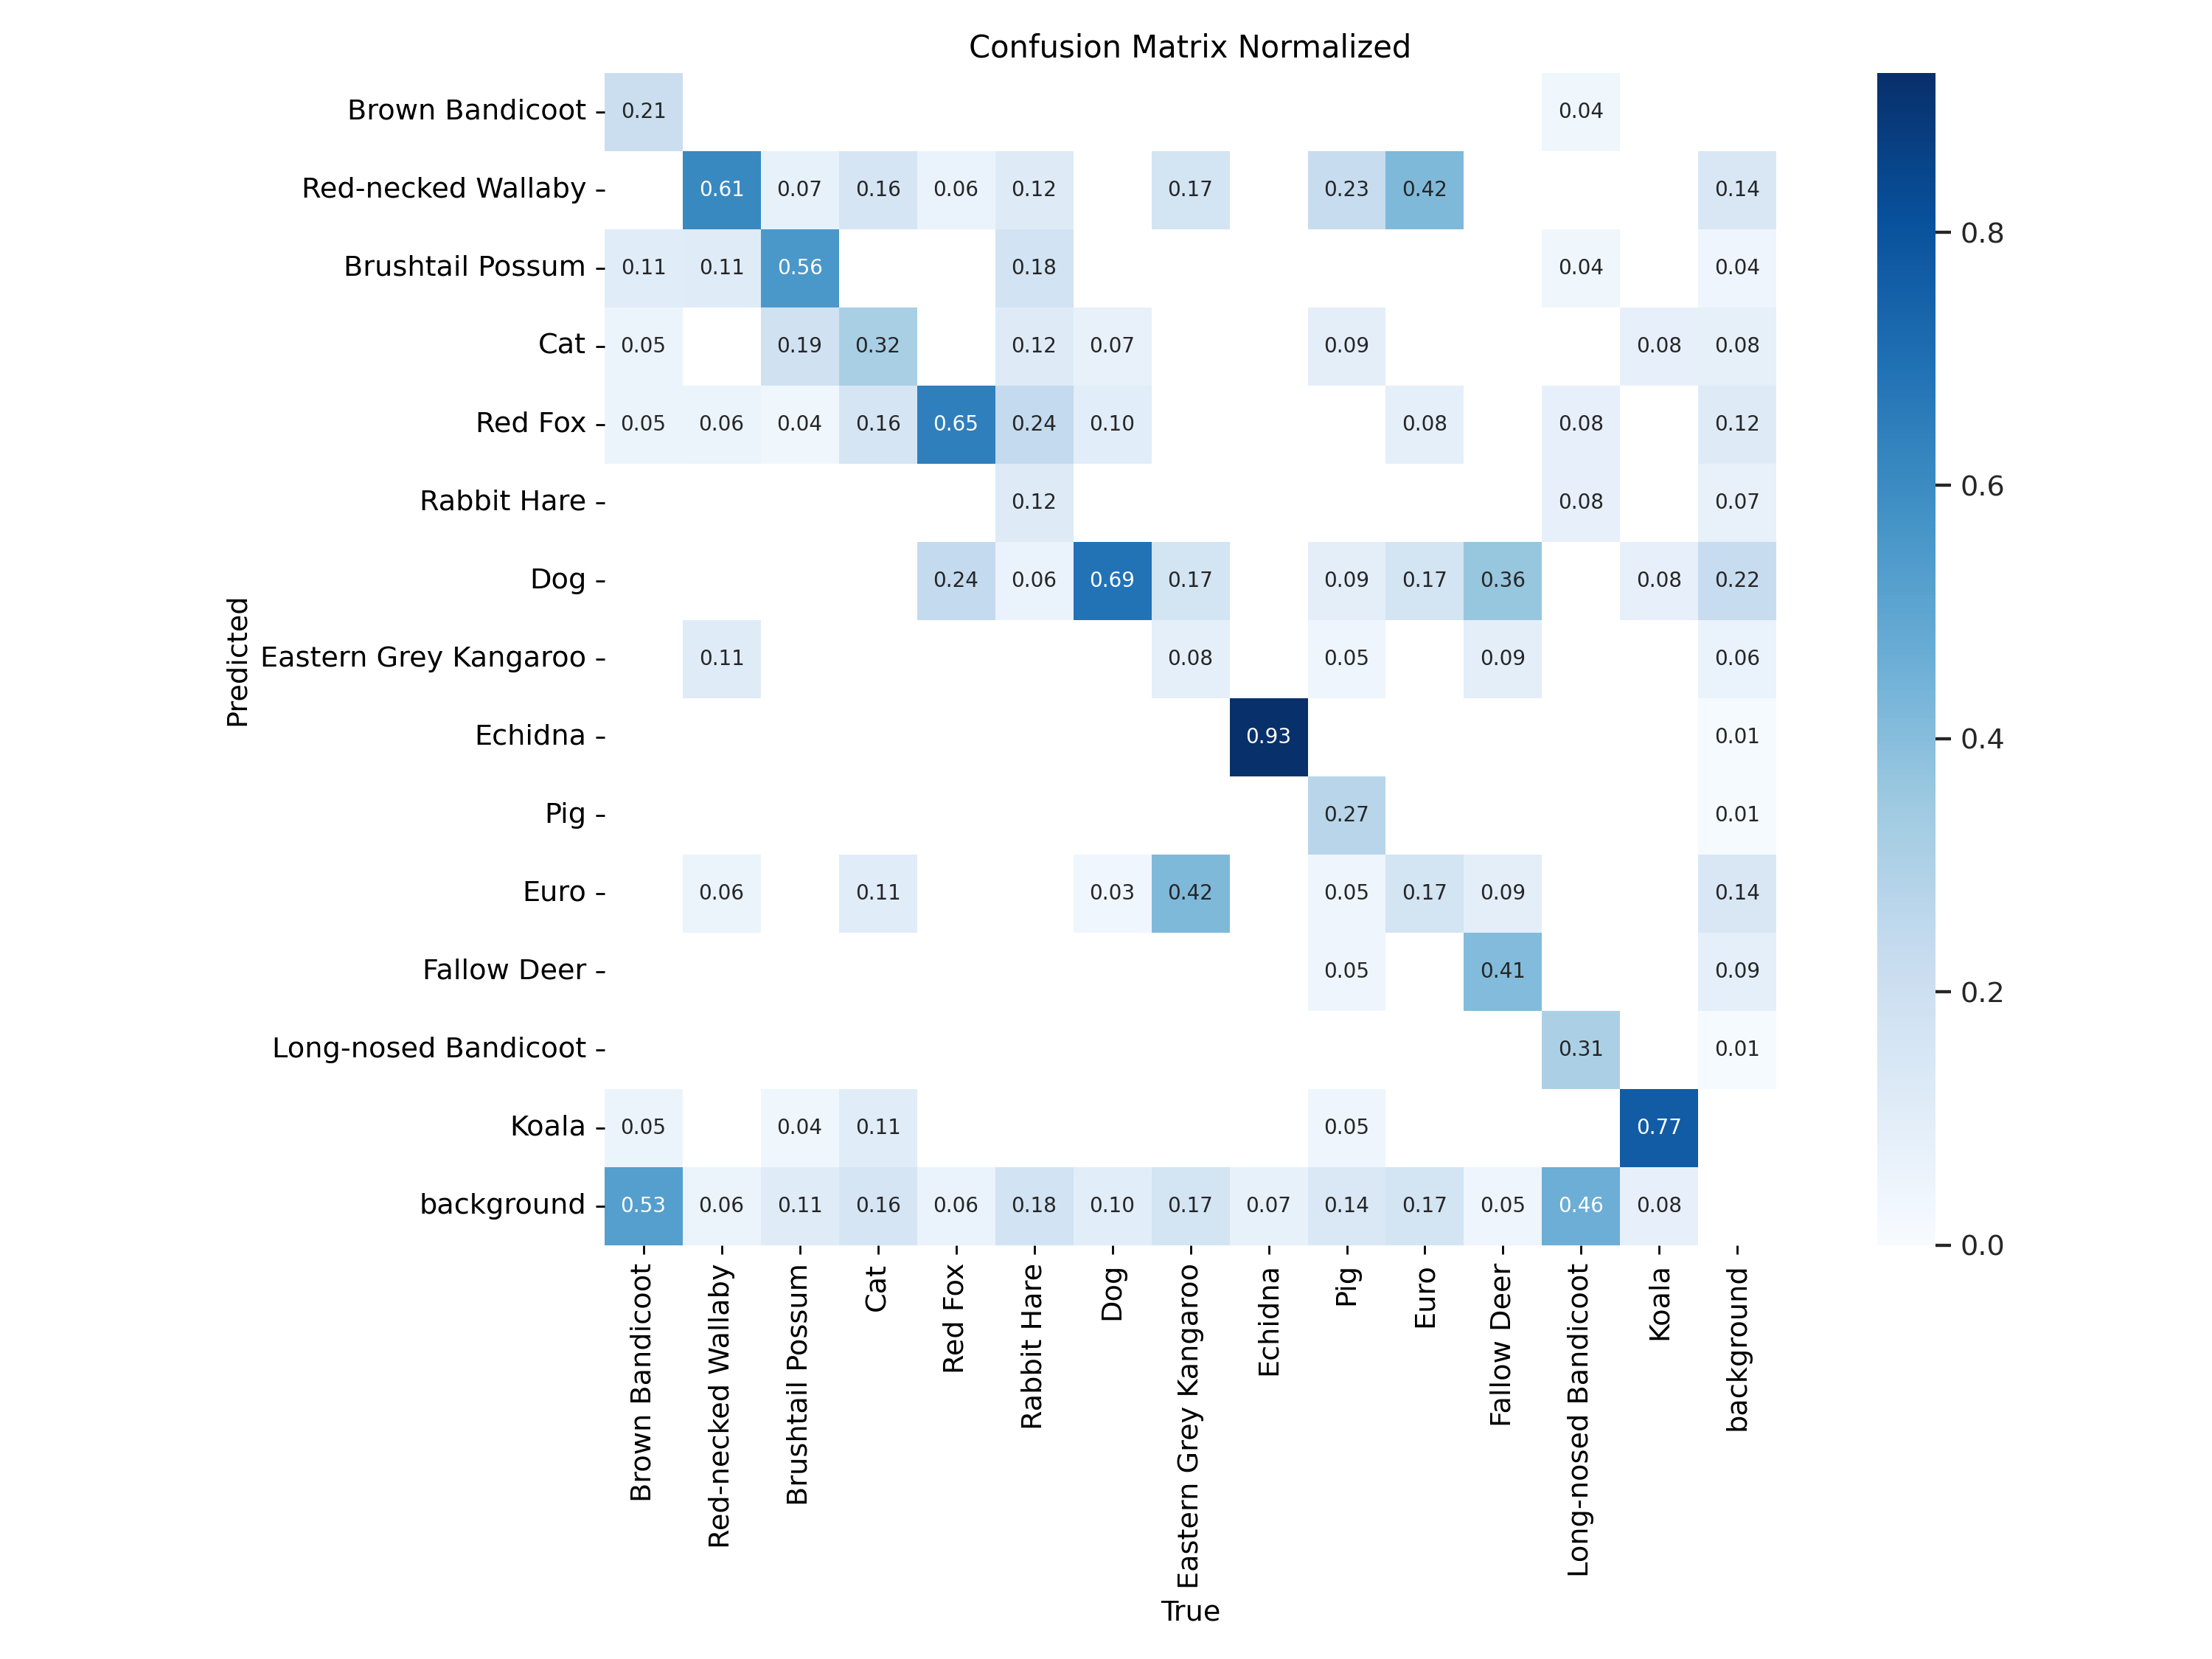 Confusion Matrix Normalized
Brown Bandicoot 0.21 0.04
Red-necked Wallaby 0.61 0.07 0.16 0.06 0.12 0.17 0.23 0.42 0.14
0.8
Brushtail Possum 0.11 0.11 0.56 0.18 0.04 0.04
Cat 0.05 0.19 0.32 0.12 0.07 0.09 0.08 0.08
Red Fox 0.05 0.06 0.04 0.16 0.65 0.24 0.10 0.08 0.08 0.12
0.6
Rabbit Hare 0.12 0.08 0.07
Dog 0.24 0.06 0.69 0.17 0.09 0.17 0.36 0.08 0.22
Predicted
Eastern Grey Kangaroo 0.11 0.08 0.05 0.09 0.06
Echidna 0.93 0.01
0.4
Pig 0.27 0.01
Euro 0.06 0.11 0.03 0.42 0.05 0.17 0.09 0.14
Fallow Deer 0.05 0.41 0.09
0.2
Long-nosed Bandicoot 0.31 0.01
Koala 0.05 0.04 0.11 0.05 0.77
background 0.53 0.06 0.11 0.16 0.06 0.18 0.10 0.17 0.07 0.14 0.17 0.05 0.46 0.08
0.0
Brown Bandicoot
Red-necked Wallaby
Brushtail Possum
Cat
Red Fox
Rabbit Hare
Dog
Eastern Grey Kangaroo
Echidna
Pig
Euro
Fallow Deer
Long-nosed Bandicoot
Koala
background
True